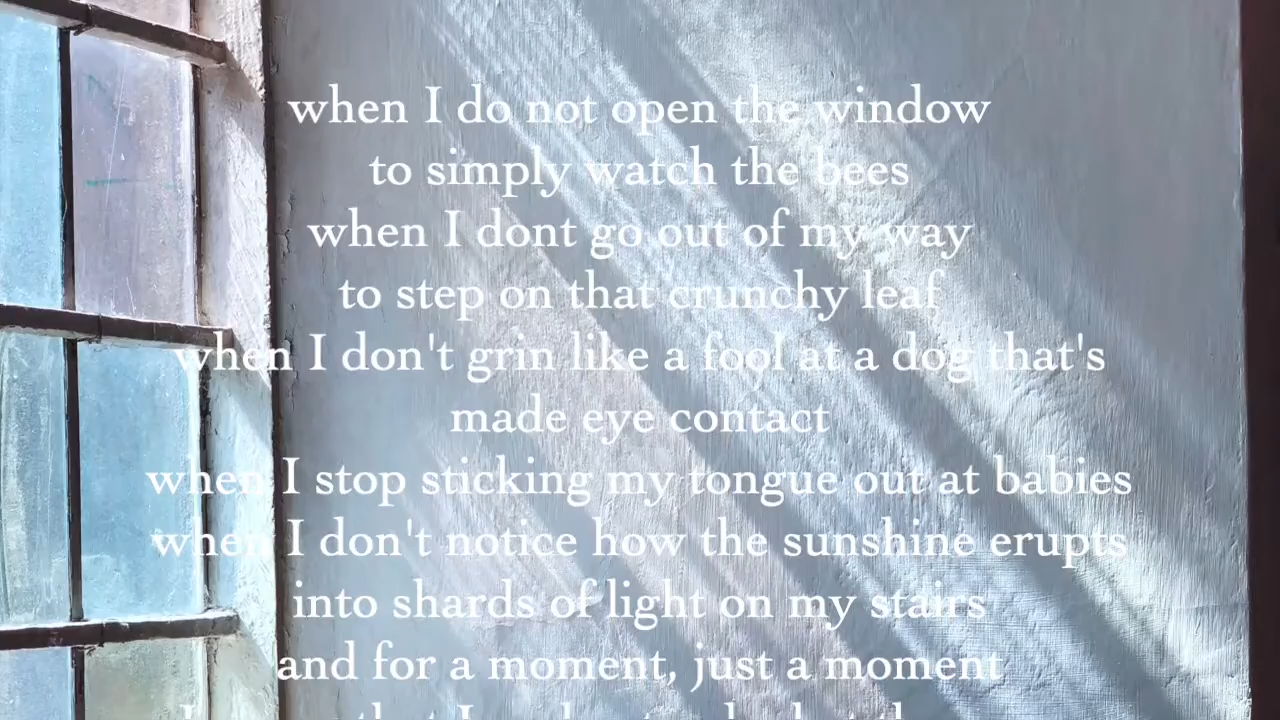 when I do not open the window
to simply watch the bees
when I dont go out of my way
to step on that crunchy leaf
when I don't grin like a fool at a dog that's
made eye contact
when I stop sticking my tongue out at babies
when I don't notice how the sunshine erupts
into shards of light on my stairs
and for a moment, just a moment